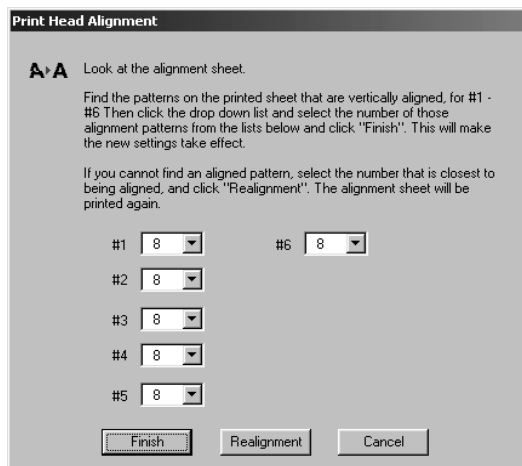 Print Head Alignment
A▸A Look at the alignment sheet.
Find the patterns on the printed sheet that are vertically aligned, for #1 -
#6 Then click the drop down list and select the number of those
alignment patterns from the lists below and click "Finish". This will make
the new settings take effect.
If you cannot find an aligned pattern, select the number that is closest to
being aligned, and click "Realignment". The alignment sheet will be
printed again.
#1 8 #6 8
#2 8
#3 8
#4 8
#5 8
Finish Realignment Cancel